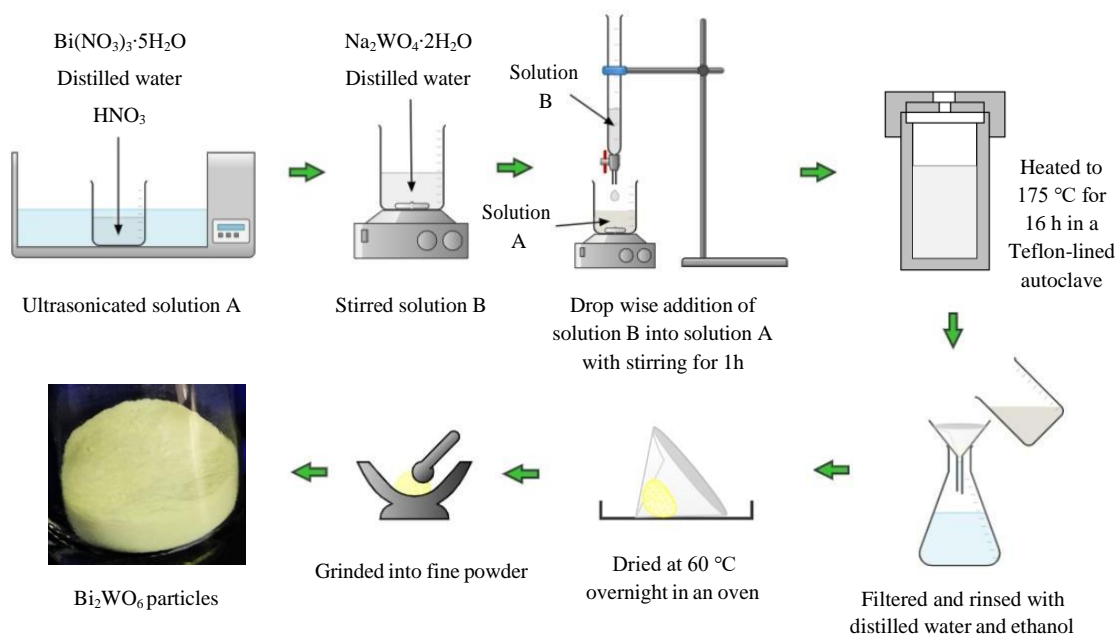 Bi(NO₃)₃·5H₂O
Distilled water
HNO₃
Ultrasonicated solution A
Na₂WO₄·2H₂O
Distilled water
Stirred solution B
Solution
B
Solution
A
Drop wise addition of
solution B into solution A
with stirring for 1h
Heated to
175 °C for
16 h in a
Teflon-lined
autoclave
Filtered and rinsed with
distilled water and ethanol
Dried at 60 °C
overnight in an oven
Grinded into fine powder
Bi₂WO₆ particles